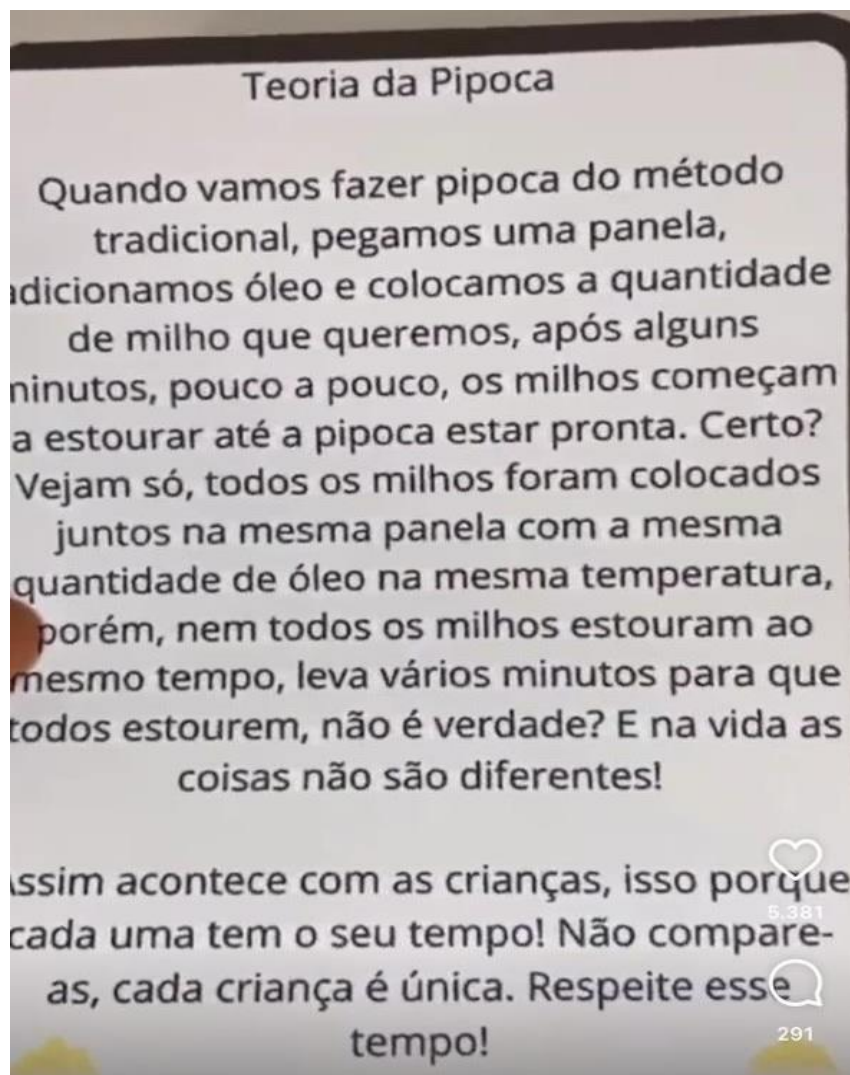 Teoria da Pipoca
Quando vamos fazer pipoca do método
tradicional, pegamos uma panela,
adicionamos óleo e colocamos a quantidade
de milho que queremos, após alguns
minutos, pouco a pouco, os milhos começam
a estourar até a pipoca estar pronta. Certo?
Vejam só, todos os milhos foram colocados
juntos na mesma panela com a mesma
quantidade de óleo na mesma temperatura,
porém, nem todos os milhos estouram ao
mesmo tempo, leva vários minutos para que
todos estourem, não é verdade? E na vida as
coisas não são diferentes!
Assim acontece com as crianças, isso porque
5.381
cada uma tem o seu tempo! Não compare-
as, cada criança é única. Respeite esse
tempo!
291